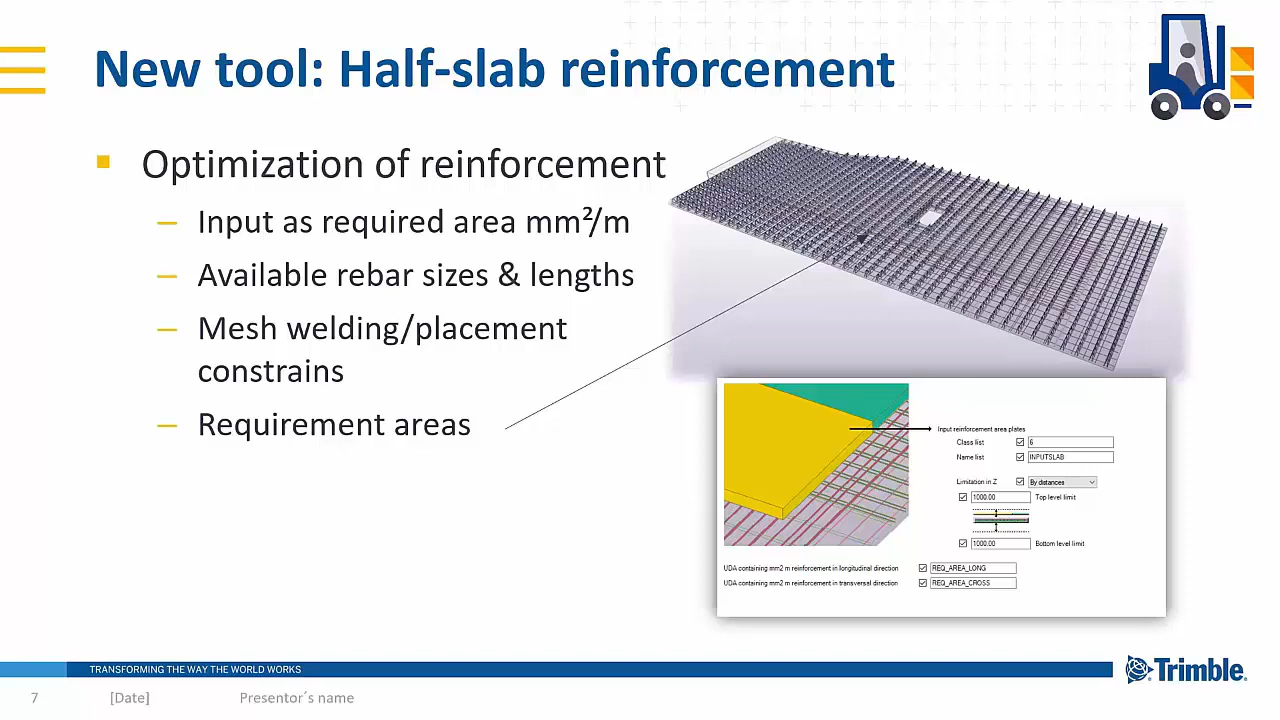 New tool: Half-slab reinforcement
Optimization of reinforcement
– Input as required area mm²/m
– Available rebar sizes & lengths
– Mesh welding/placement
constrains
– Requirement areas
Input reinforcement area plates
Class list 6
Name list INPUTSLAB
Limitation in Z By distances
1000.00 Top level limit
1000.00 Bottom level limit
UDA containing mm2 m reinforcement in longitudinal direction REQ_AREA_LONG
UDA containing mm2 m reinforcement in transversal direction REQ_AREA_CROSS
TRANSFORMING THE WAY THE WORLD WORKS
Trimble
7 [Date] Presentor´s name